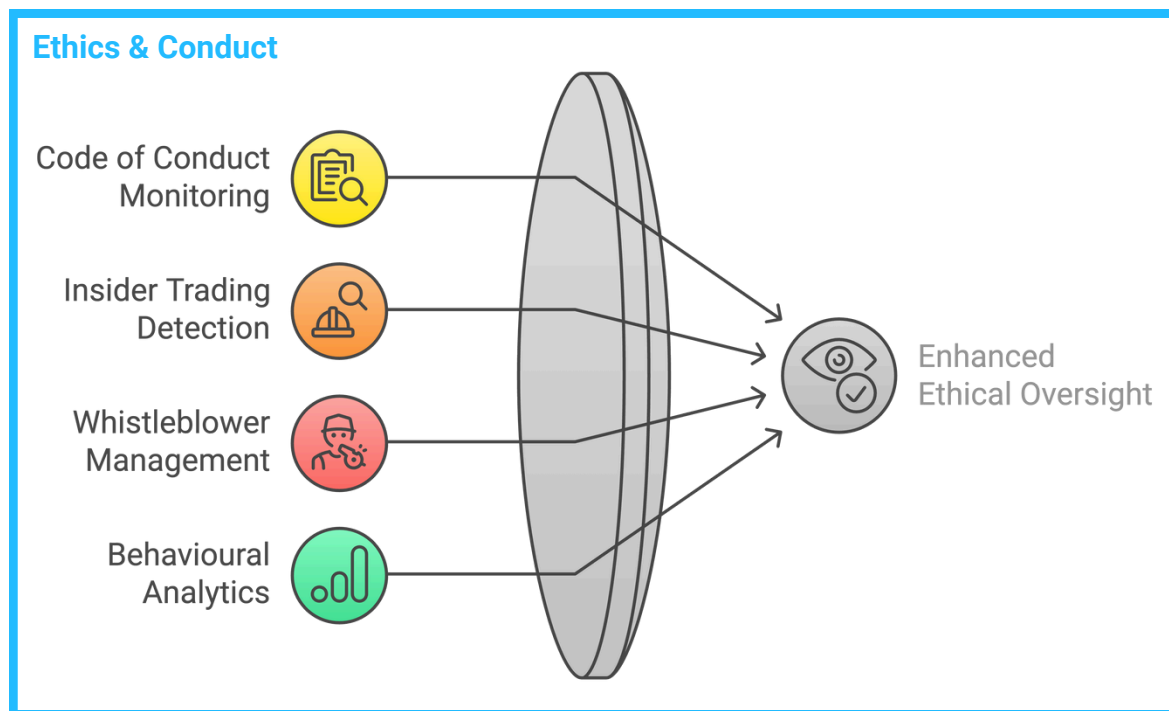 Ethics & Conduct
Code of Conduct
Monitoring
Insider Trading
Detection
Whistleblower
Management
Behavioural
Analytics
Enhanced
Ethical Oversight